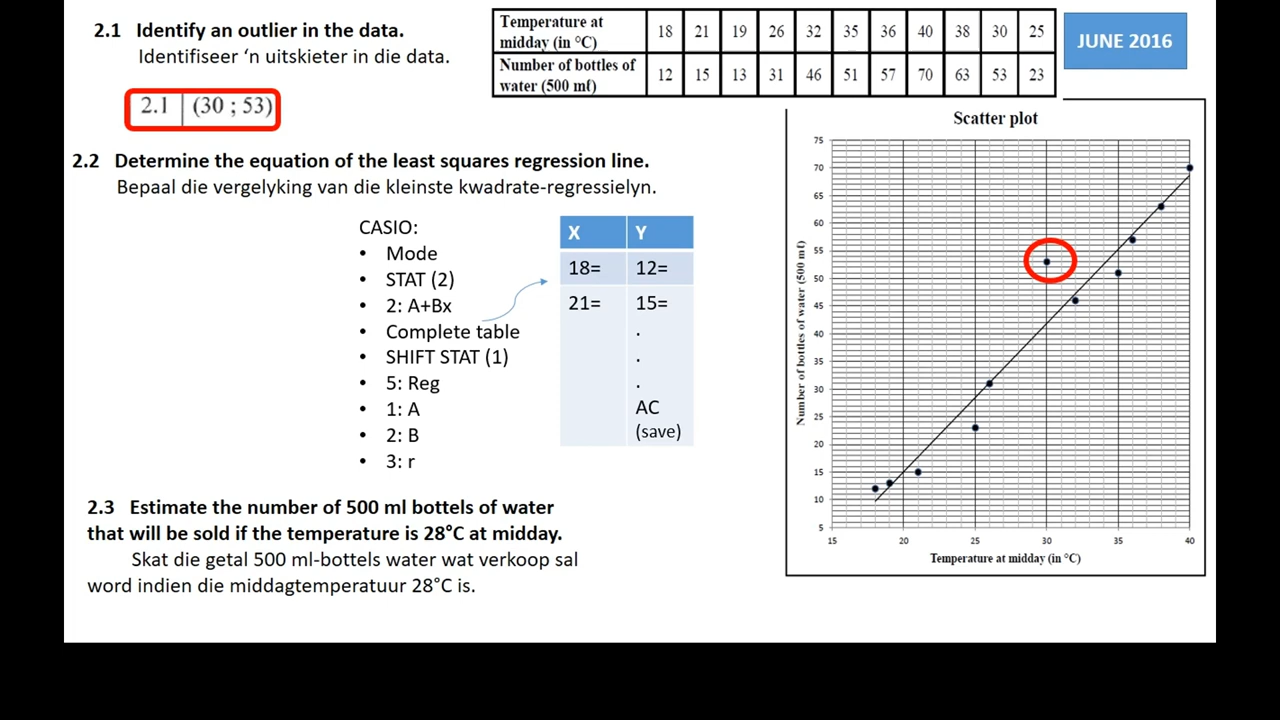 2.1 Identify an outlier in the data.
Identifiseer ‘n uitskieter in die data.
2.1 (30 ; 53)
Temperature at midday (in °C) 18 21 19 26 32 35 36 40 38 30 25
Number of bottles of water (500 mℓ) 12 15 13 31 46 51 57 70 63 53 23
JUNE 2016
2.2 Determine the equation of the least squares regression line.
Bepaal die vergelyking van die kleinste kwadrate-regressielyn.
CASIO:
• Mode
• STAT (2)
• 2: A+Bx
• Complete table
• SHIFT STAT (1)
• 5: Reg
• 1: A
• 2: B
• 3: r
X Y
18= 12=
21= 15=
.
.
.
AC
(save)
2.3 Estimate the number of 500 ml bottels of water
that will be sold if the temperature is 28°C at midday.
Skat die getal 500 ml-bottels water wat verkoop sal
word indien die middagtemperatuur 28°C is.
Scatter plot
Number of bottles of water (500 mℓ)
75
70
65
60
55
50
45
40
35
30
25
20
15
10
5
15 20 25 30 35 40
Temperature at midday (in °C)